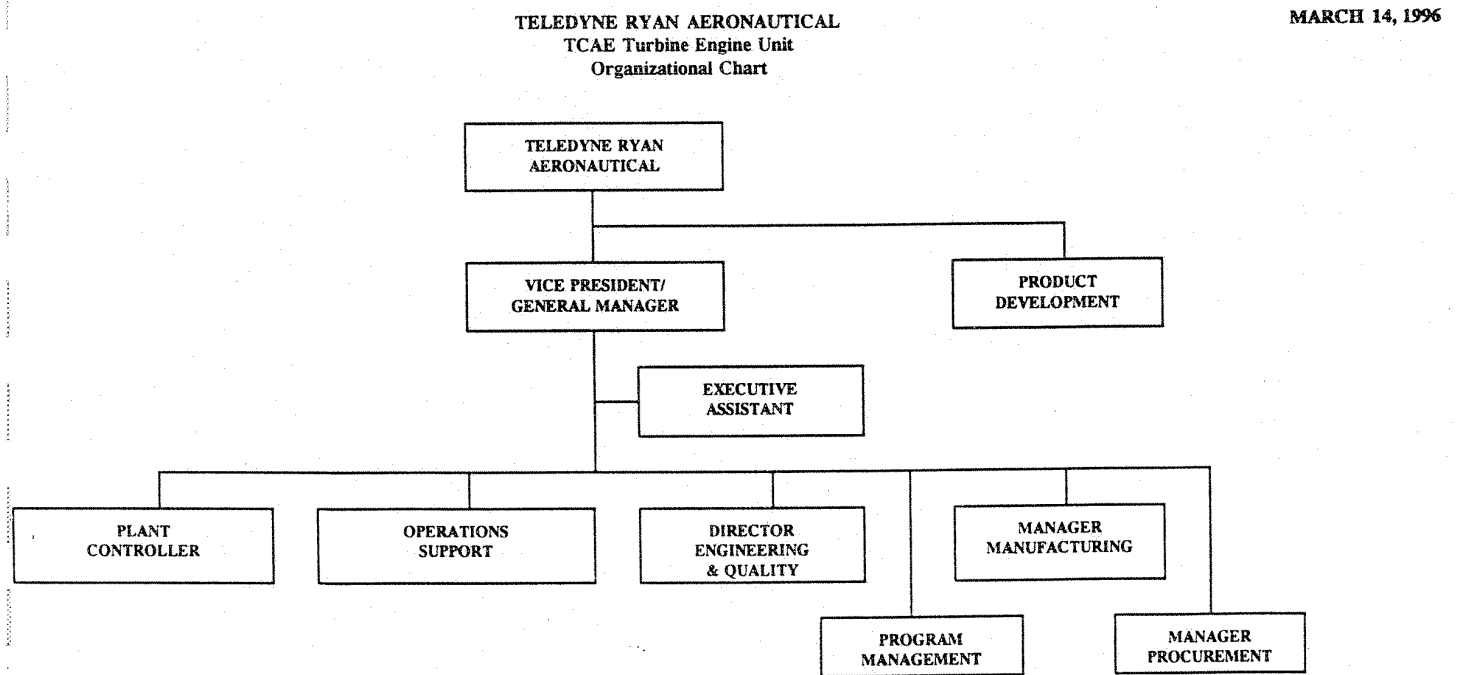 TELEDYNE RYAN AERONAUTICAL
TCAE Turbine Engine Unit
Organizational Chart
MARCH 14, 1996
TELEDYNE RYAN
AERONAUTICAL
VICE PRESIDENT/
GENERAL MANAGER
PRODUCT
DEVELOPMENT
EXECUTIVE
ASSISTANT
PLANT
CONTROLLER
OPERATIONS
SUPPORT
DIRECTOR
ENGINEERING
& QUALITY
MANAGER
MANUFACTURING
PROGRAM
MANAGEMENT
MANAGER
PROCUREMENT